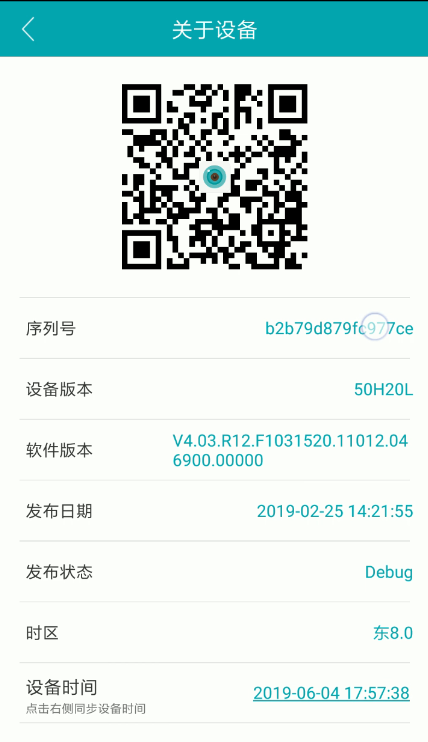 关于设备
序列号
b2b79d879fc977ce
设备版本
50H20L
软件版本
V4.03.R12.F1031520.11012.04
6900.00000
发布日期
2019-02-25 14:21:55
发布状态
Debug
时区
东8.0
设备时间
2019-06-04 17:57:38
点击右侧同步设备时间